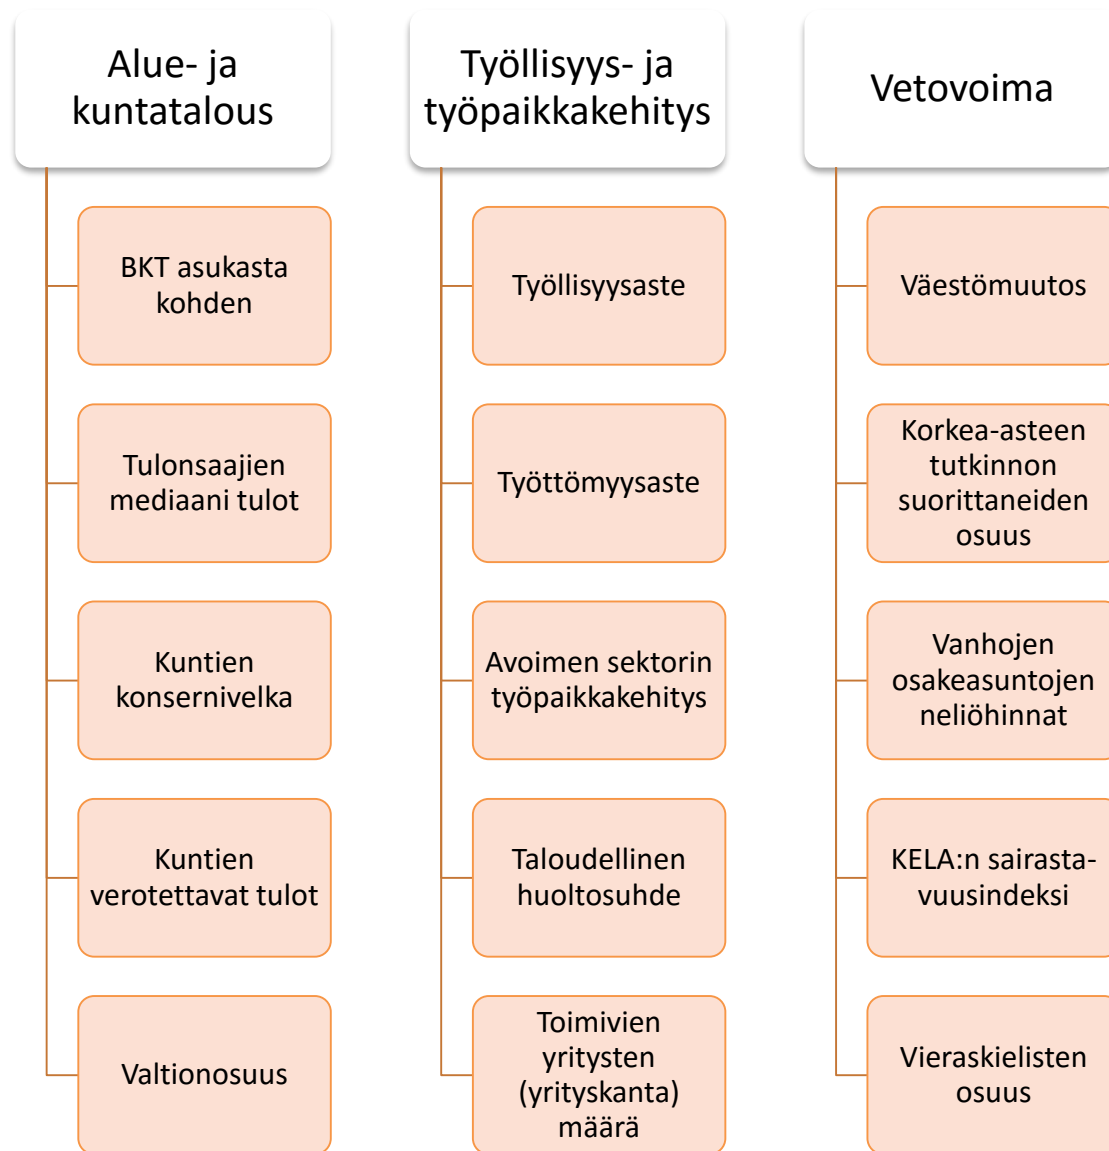 Alue- ja
kuntatalous
BKT asukasta
kohden
Tulonsaajien
mediaani tulot
Kuntien
konsernivelka
Kuntien
verotettavat tulot
Valtionosuus
Työllisyys- ja
työpaikkakehitys
Työllisyysaste
Työttömyysaste
Avoimen sektorin
työpaikkakehitys
Taloudellinen
huoltosuhde
Toimivien
yritysten
(yrityskanta)
määrä
Vetovoima
Väestömuutos
Korkea-asteen
tutkinnon
suorittaneiden
osuus
Vanhojen
osakeasuntojen
neliöhinnat
KELA:n sairasta-
vuusindeksi
Vieraskielisten
osuus